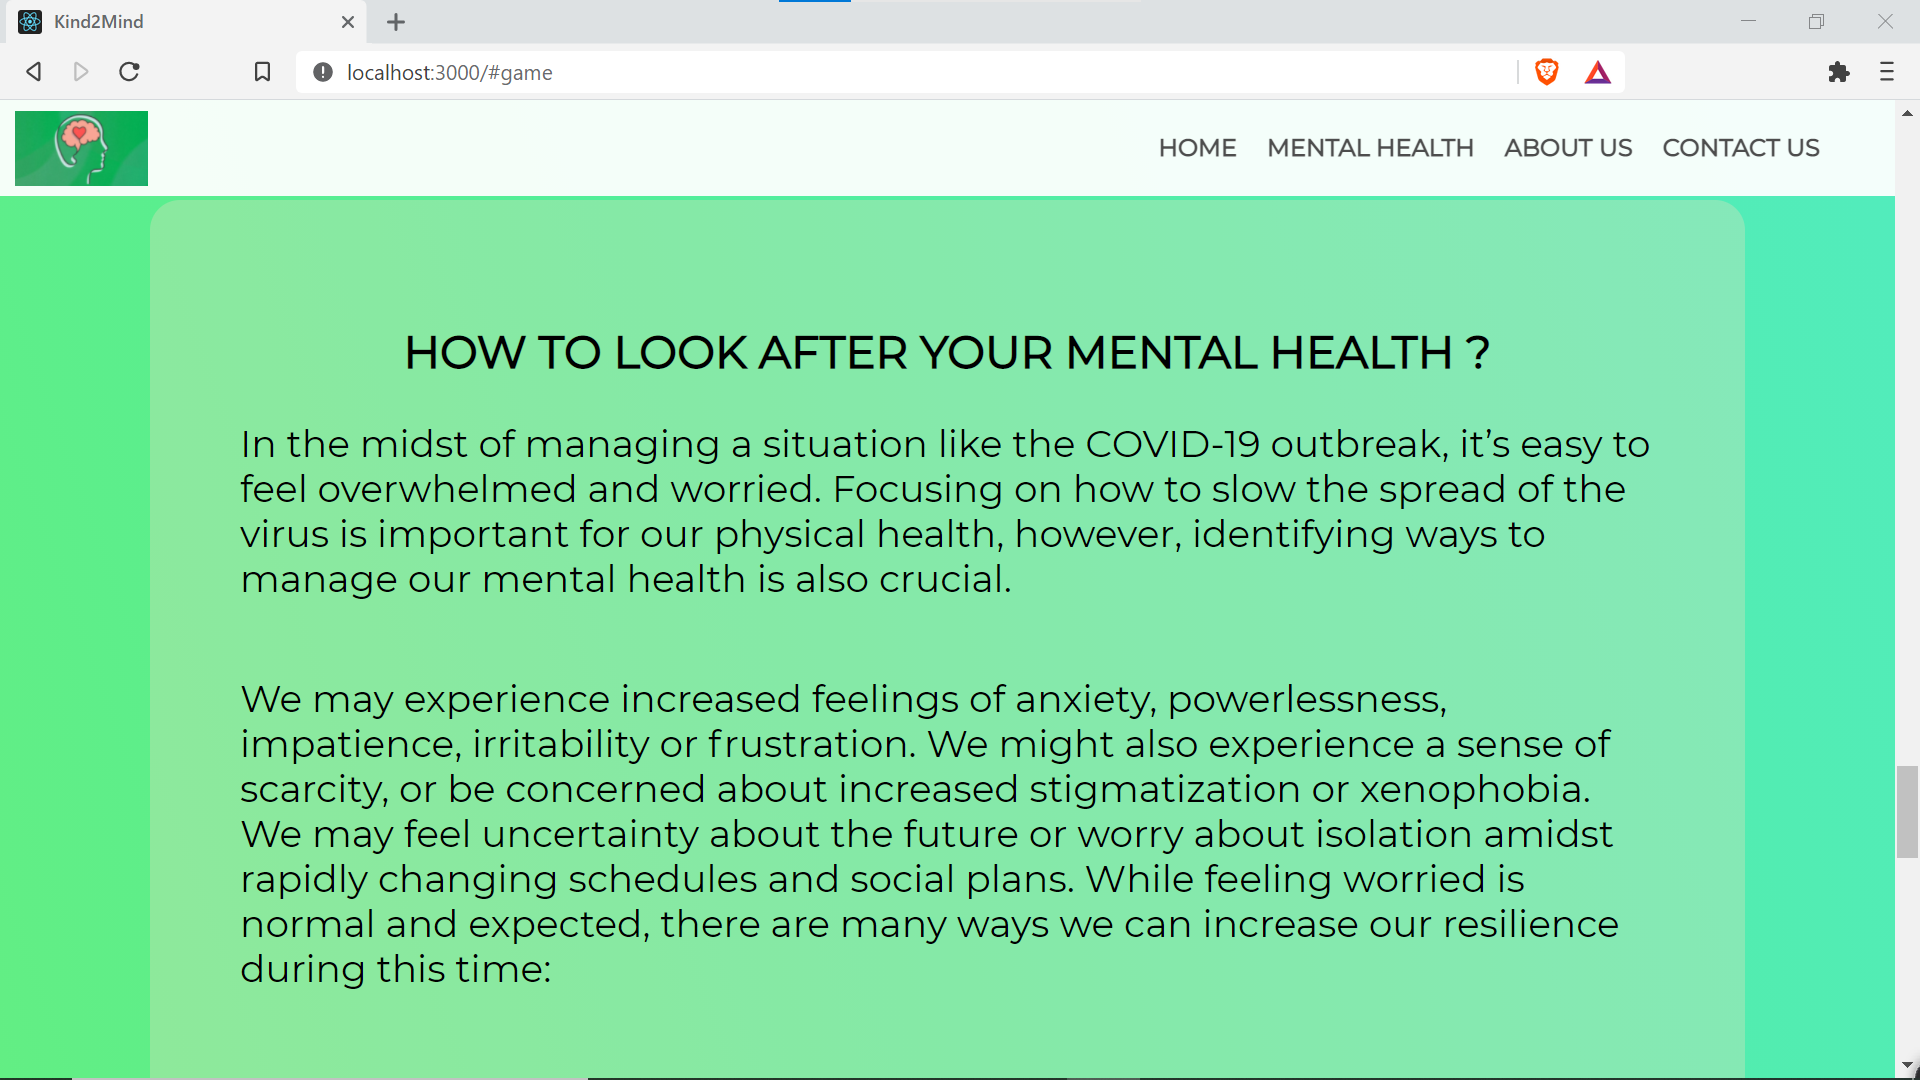 Kind2Mind
localhost:3000/#game
HOME MENTAL HEALTH ABOUT US CONTACT US
HOW TO LOOK AFTER YOUR MENTAL HEALTH ?
In the midst of managing a situation like the COVID-19 outbreak, it’s easy to
feel overwhelmed and worried. Focusing on how to slow the spread of the
virus is important for our physical health, however, identifying ways to
manage our mental health is also crucial.
We may experience increased feelings of anxiety, powerlessness,
impatience, irritability or frustration. We might also experience a sense of
scarcity, or be concerned about increased stigmatization or xenophobia.
We may feel uncertainty about the future or worry about isolation amidst
rapidly changing schedules and social plans. While feeling worried is
normal and expected, there are many ways we can increase our resilience
during this time: